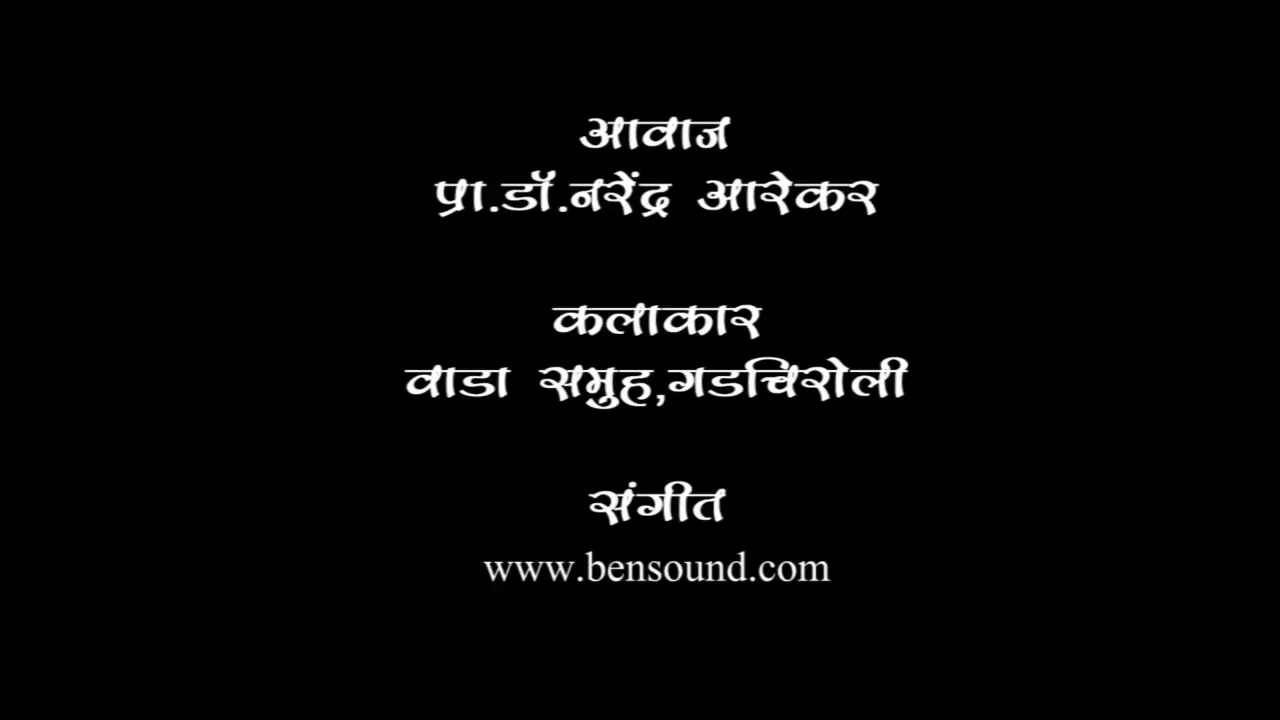 आवाज
प्रा.डॉ.नरेंद्र आरेकर
कलाकार
वाडा समुह,गडचिरोली
संगीत
www.bensound.com